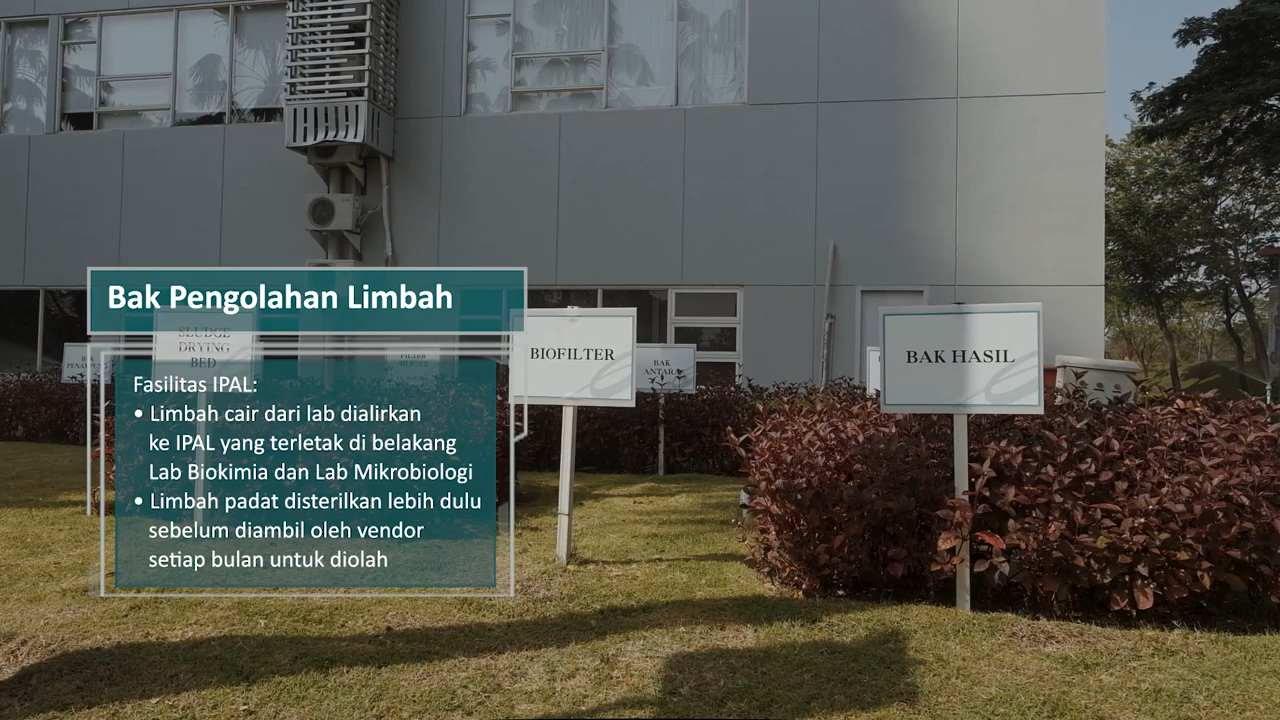 Bak Pengolahan Limbah
Fasilitas IPAL:
• Limbah cair dari lab dialirkan
ke IPAL yang terletak di belakang
Lab Biokimia dan Lab Mikrobiologi
• Limbah padat disterilkan lebih dulu
sebelum diambil oleh vendor
setiap bulan untuk diolah
SLUDGE
DRYING
BED
FILTER
BIOFILTER
BAK
ANTARA
BAK HASIL